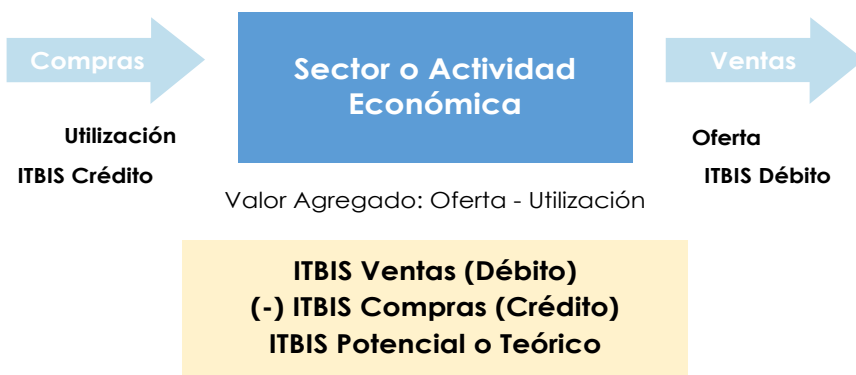 Compras
Sector o Actividad
Económica
Ventas
Utilización
ITBIS Crédito
Oferta
ITBIS Débito
Valor Agregado: Oferta - Utilización
ITBIS Ventas (Débito)
(-) ITBIS Compras (Crédito)
ITBIS Potencial o Teórico